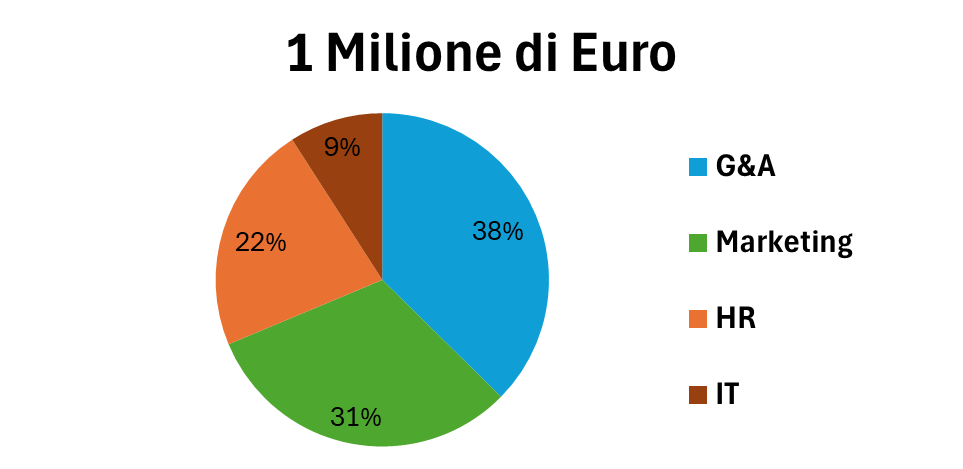 1 Milione di Euro
9%
G&A
38%
22%
Marketing
HR
IT
31%